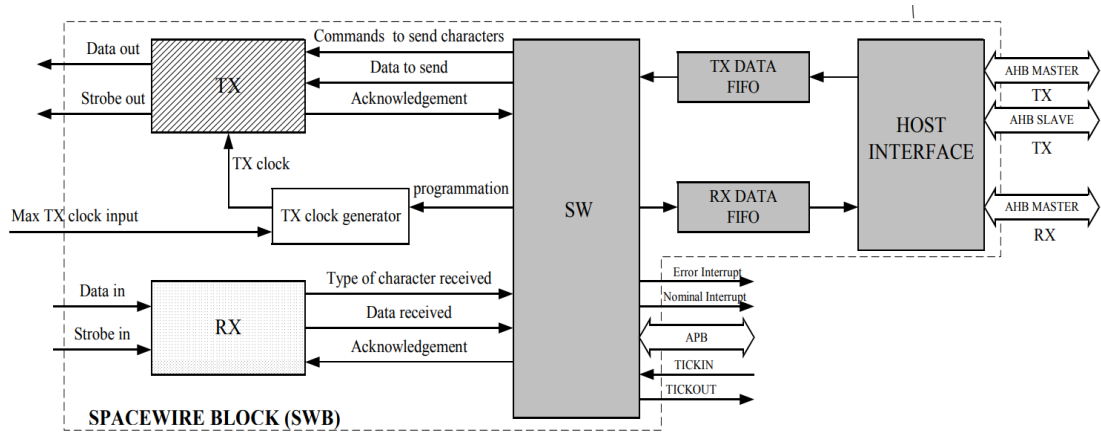 Data out
Strobe out
TX
Commands to send characters
Data to send
Acknowledgement
TX clock
Max TX clock input
TX clock generator
programmation
Data in
Strobe in
RX
Type of character received
Data received
Acknowledgement
SW
TX DATA
FIFO
RX DATA
FIFO
HOST
INTERFACE
AHB MASTER
TX
AHB SLAVE
TX
AHB MASTER
RX
Error Interrupt
Nominal Interrupt
APB
TICKIN
TICKOUT
SPACEWIRE BLOCK (SWB)